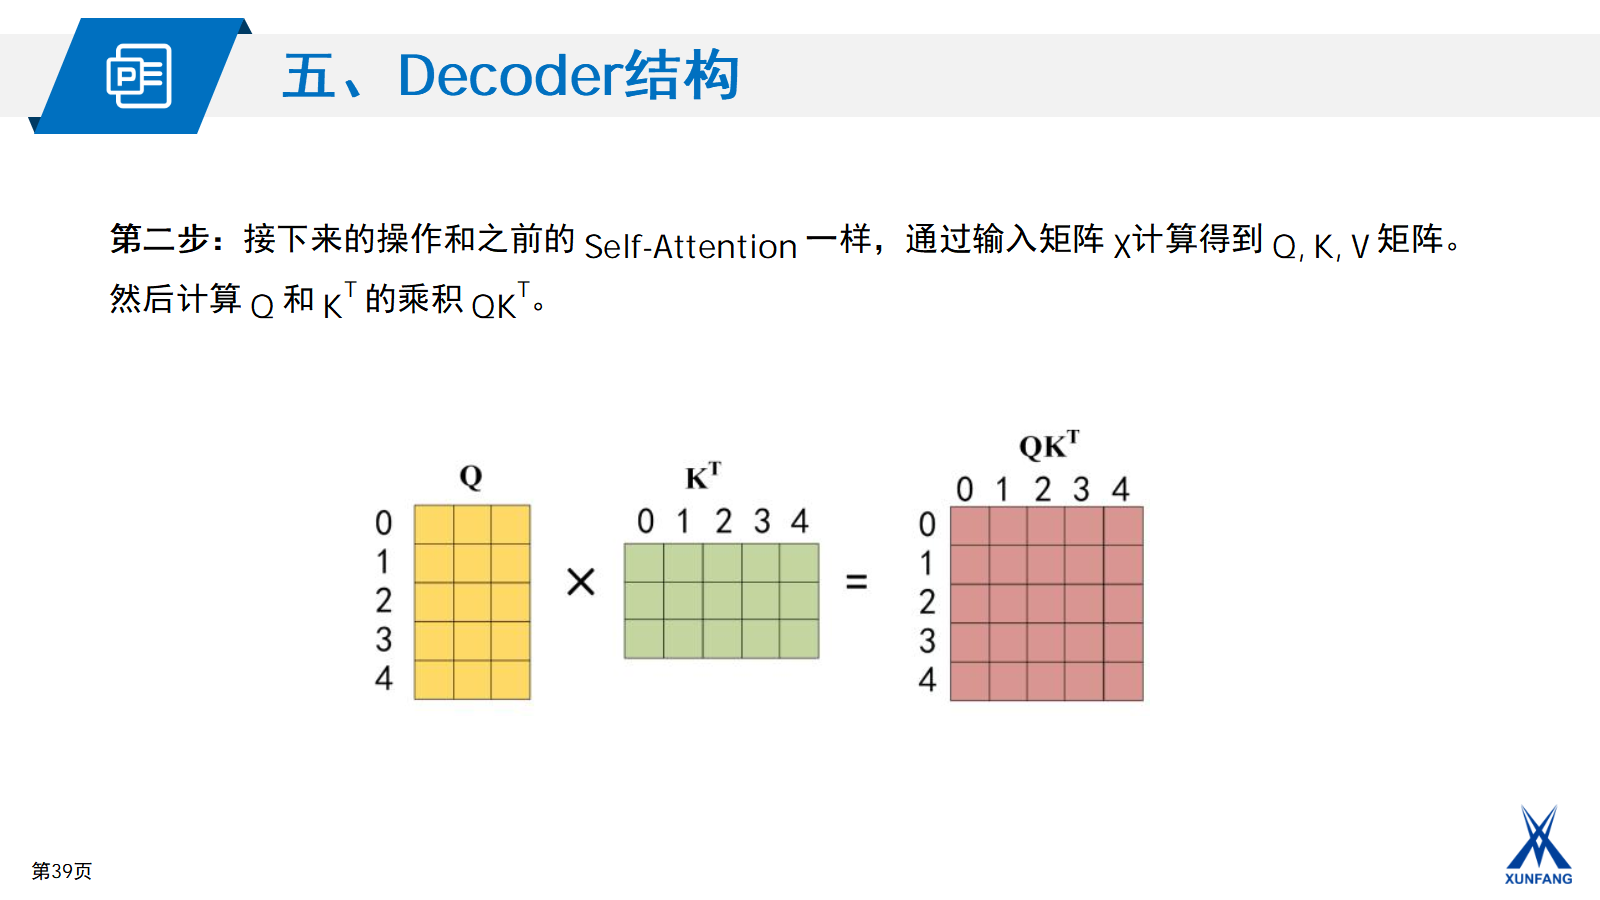 五、Decoder结构
第二步：接下来的操作和之前的 Self-Attention 一样，通过输入矩阵 X计算得到 Q, K, V 矩阵。
然后计算 Q 和 K^T 的乘积 QK^T。
Q
0
1
2
3
4
×
K^T
0 1 2 3 4
=
QK^T
0 1 2 3 4
0
1
2
3
4
第39页
XUNFANG